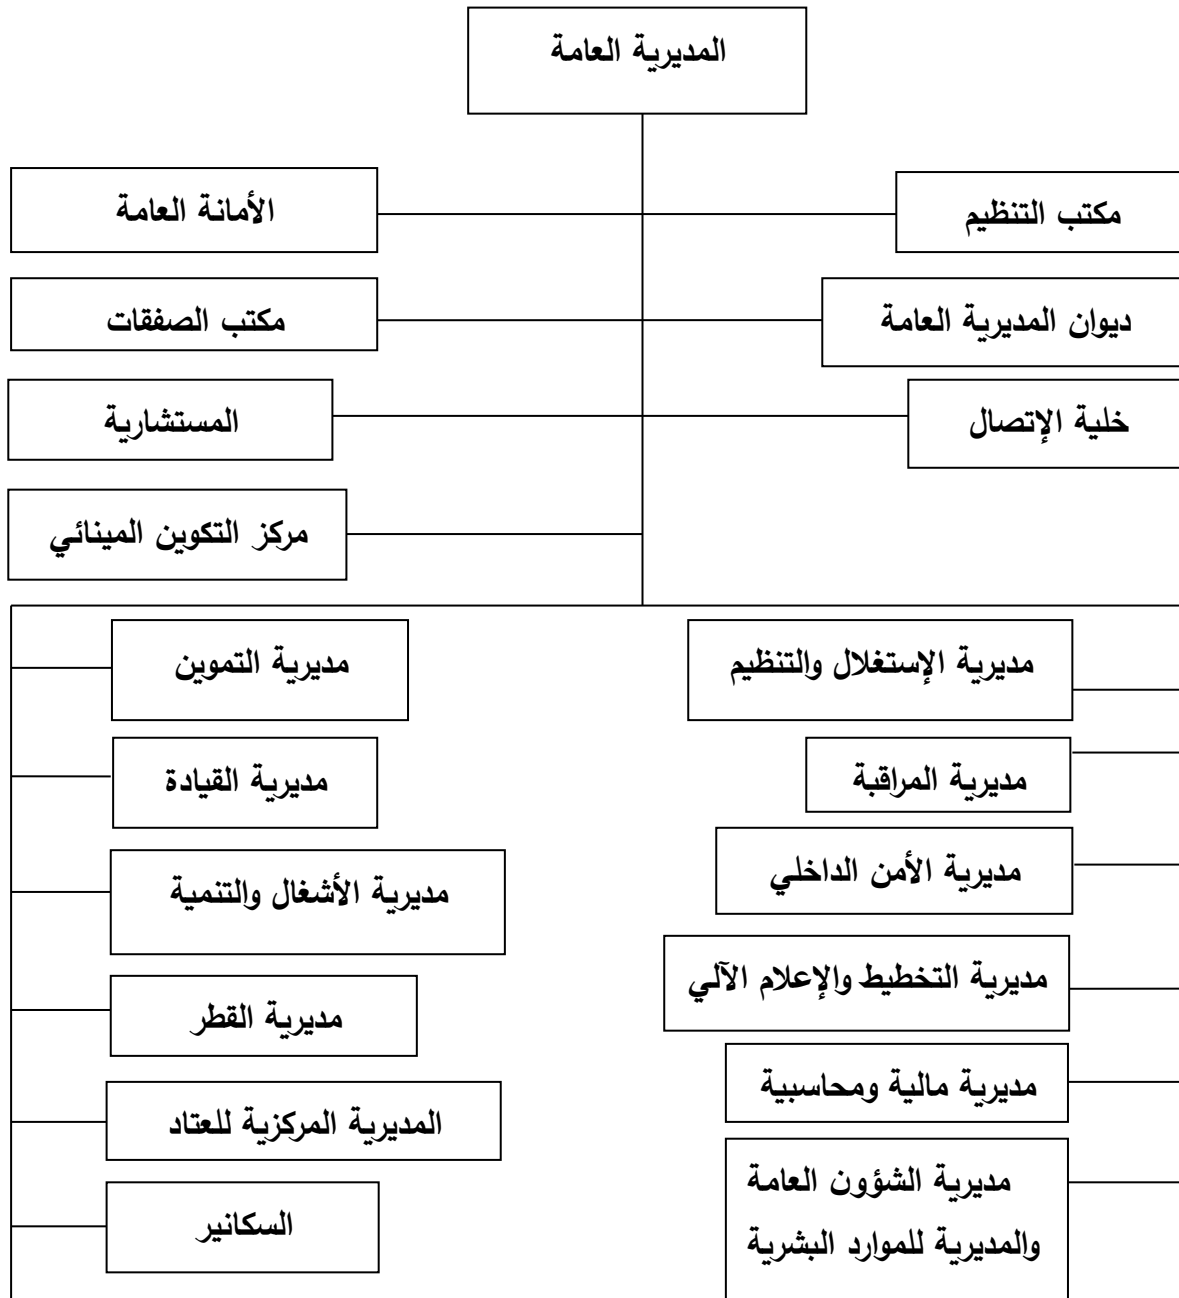 المديرية العامة
مكتب التنظيم
الأمانة العامة
ديوان المديرية العامة
مكتب الصفقات
خلية الإتصال
المستشارية
مركز التكوين المينائي
مديرية الإستغلال والتنظيم
مديرية التموين
مديرية المراقبة
مديرية القيادة
مديرية الأمن الداخلي
مديرية الأشغال والتنمية
مديرية التخطيط والإعلام الآلي
مديرية القطر
مديرية مالية ومحاسبية
المديرية المركزية للعتاد
مديرية الشؤون العامة
والمديرية للموارد البشرية
السكانير